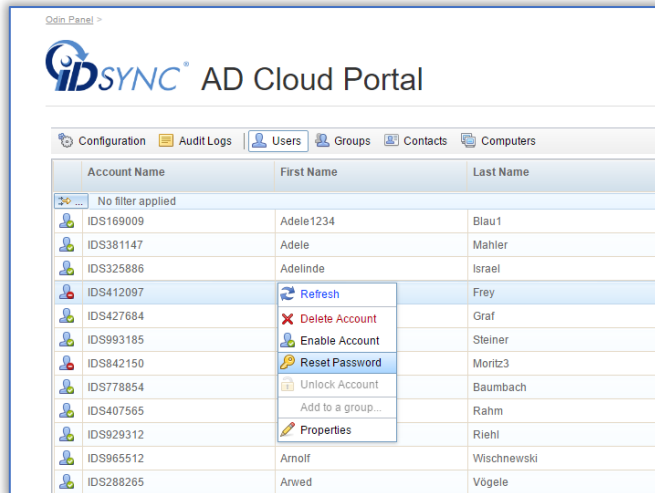 Odin Panel >
iDSYNC® AD Cloud Portal
Configuration Audit Logs Users Groups Contacts Computers
Account Name First Name Last Name
... No filter applied
IDS169009 Adele1234 Blau1
IDS381147 Adele Mahler
IDS325886 Adelinde Israel
IDS412097 Refresh Frey
IDS427684 Delete Account Graf
IDS993185 Enable Account Steiner
IDS842150 Reset Password Moritz3
IDS778854 Unlock Account Baumbach
IDS407565 Add to a group... Rahm
IDS929312 Properties Riehl
IDS965512 Arnolf Wischnewski
IDS288265 Arwed Vögele